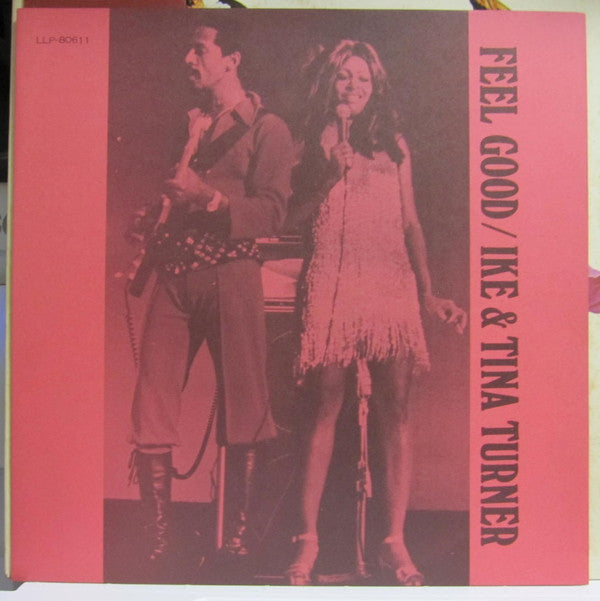 LLP-80611
FEEL GOOD / IKE & TINA TURNER